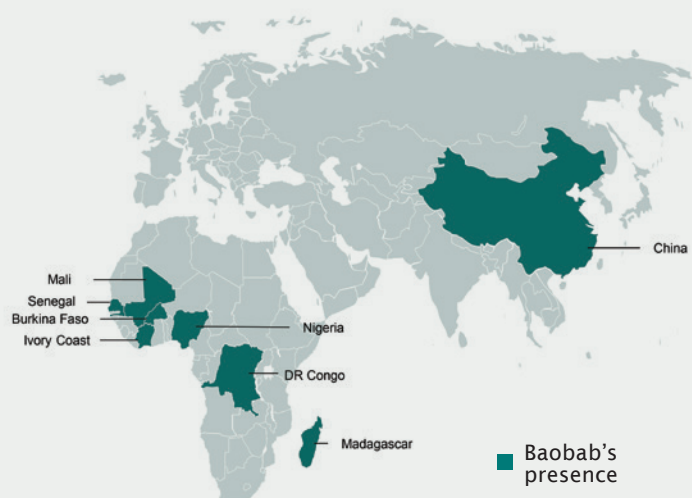 China
Mali
Senegal
Burkina Faso
Nigeria
Ivory Coast
DR Congo
Madagascar
Baobab's
presence